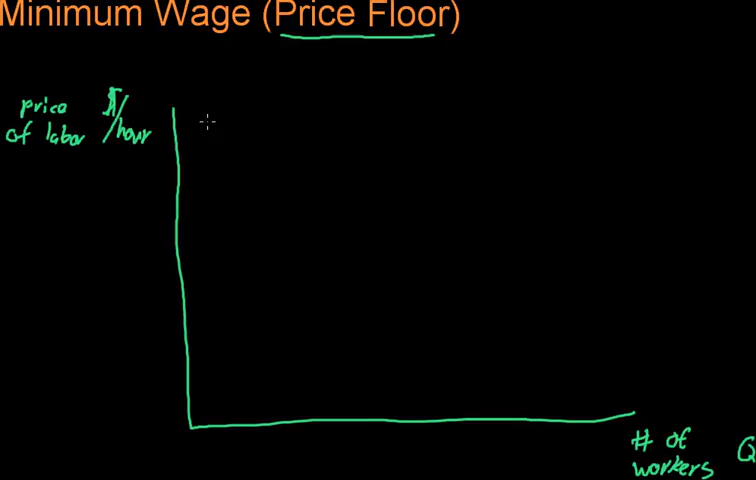 Minimum Wage (Price Floor)
price $/
of labor /hour
# of Q
workers